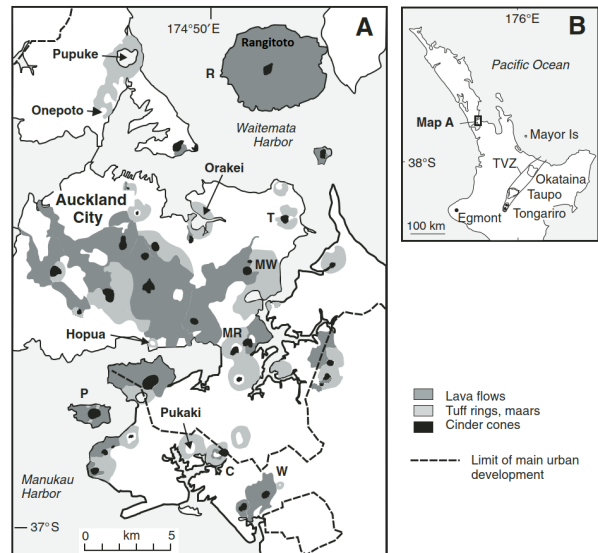 174°50'E
A
Pupuke
Rangitoto
R
Onepoto
Waitemata
Harbor
Orakei
Auckland
City
T
MW
Hopua
MR
P
Pukaki
C
W
Manukau
Harbor
37°S
0 km 5
176°E
B
Pacific Ocean
Map A
Mayor Is
38°S
TVZ
Okataina
Taupo
Egmont
Tongariro
100 km
Lava flows
Tuff rings, maars
Cinder cones
Limit of main urban
development